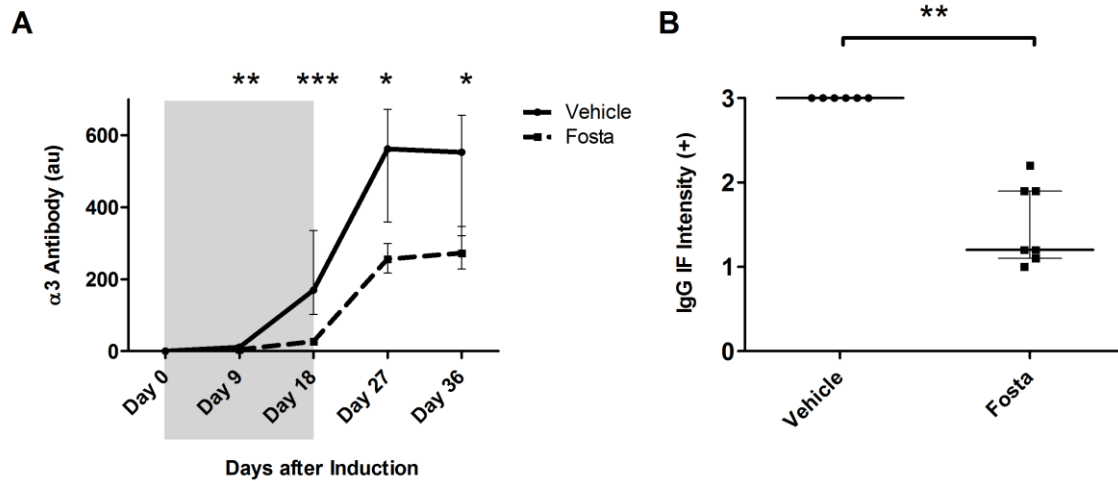 A
** *** * *
α3 Antibody (au)
600
400
200
0
Day 0
Day 9
Day 18
Day 27
Day 36
Days after Induction
Vehicle
Fosta
B
**
IgG IF Intensity (+)
3
2
1
0
Vehicle
Fosta